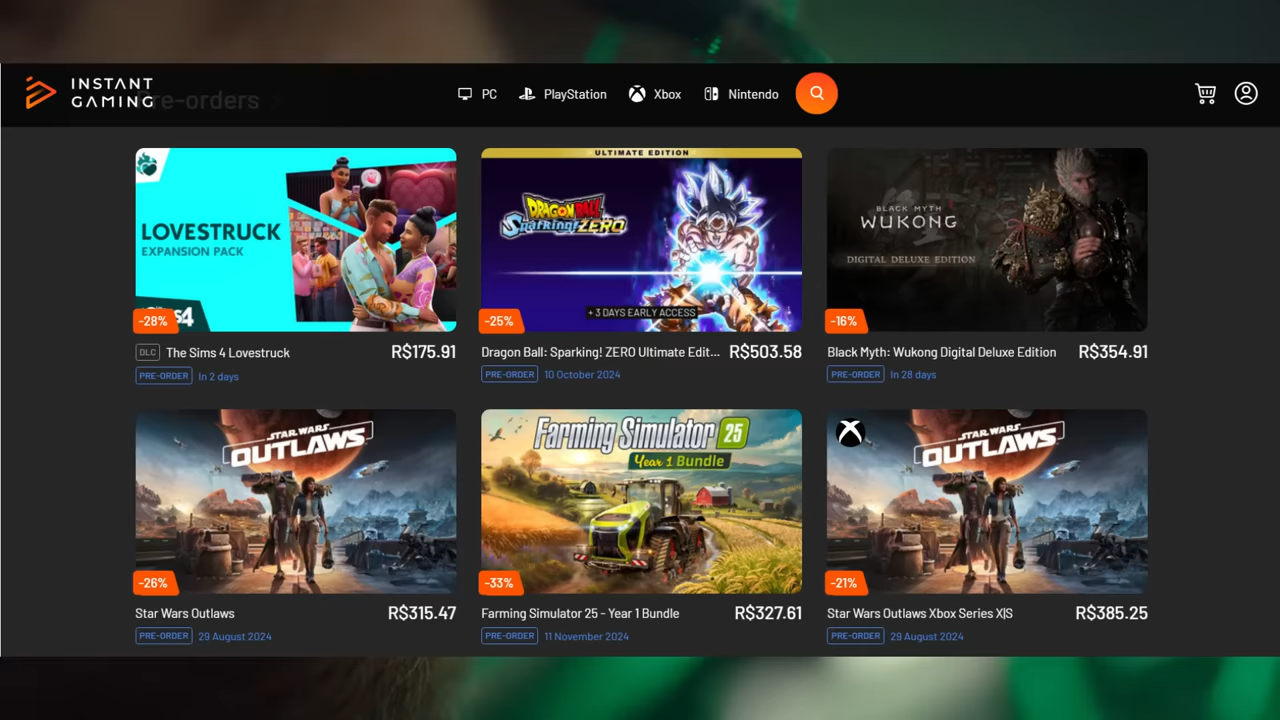 INSTANT
GAMING
Pre-orders
PC
PlayStation
Xbox
Nintendo
LOVESTRUCK
EXPANSION PACK
S4
-28%
DLC The Sims 4 Lovestruck R$175.91
PRE-ORDER In 2 days
ULTIMATE EDITION
DRAGON BALL
Sparking! ZERO
+ 3 DAYS EARLY ACCESS
-25%
Dragon Ball: Sparking! ZERO Ultimate Edit... R$503.58
PRE-ORDER 10 October 2024
BLACK MYTH
WUKONG
DIGITAL DELUXE EDITION
-16%
Black Myth: Wukong Digital Deluxe Edition R$354.91
PRE-ORDER In 28 days
STAR WARS
OUTLAWS
-26%
Star Wars Outlaws R$315.47
PRE-ORDER 29 August 2024
Farming Simulator 25
Year 1 Bundle
-33%
Farming Simulator 25 - Year 1 Bundle R$327.61
PRE-ORDER 11 November 2024
STAR WARS
OUTLAWS
-21%
Star Wars Outlaws Xbox Series X|S R$385.25
PRE-ORDER 29 August 2024